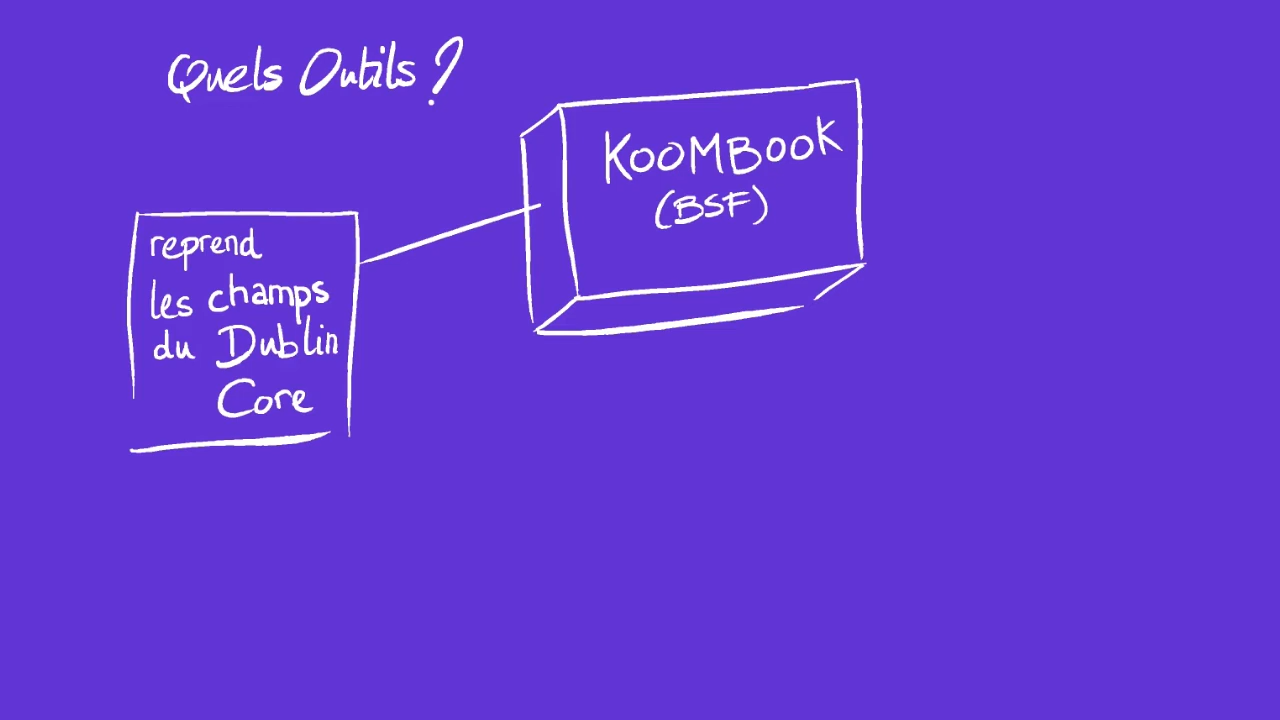 Quels Outils ?
KOOMBOOK
(BSF)
reprend
les champs
du Dublin
Core